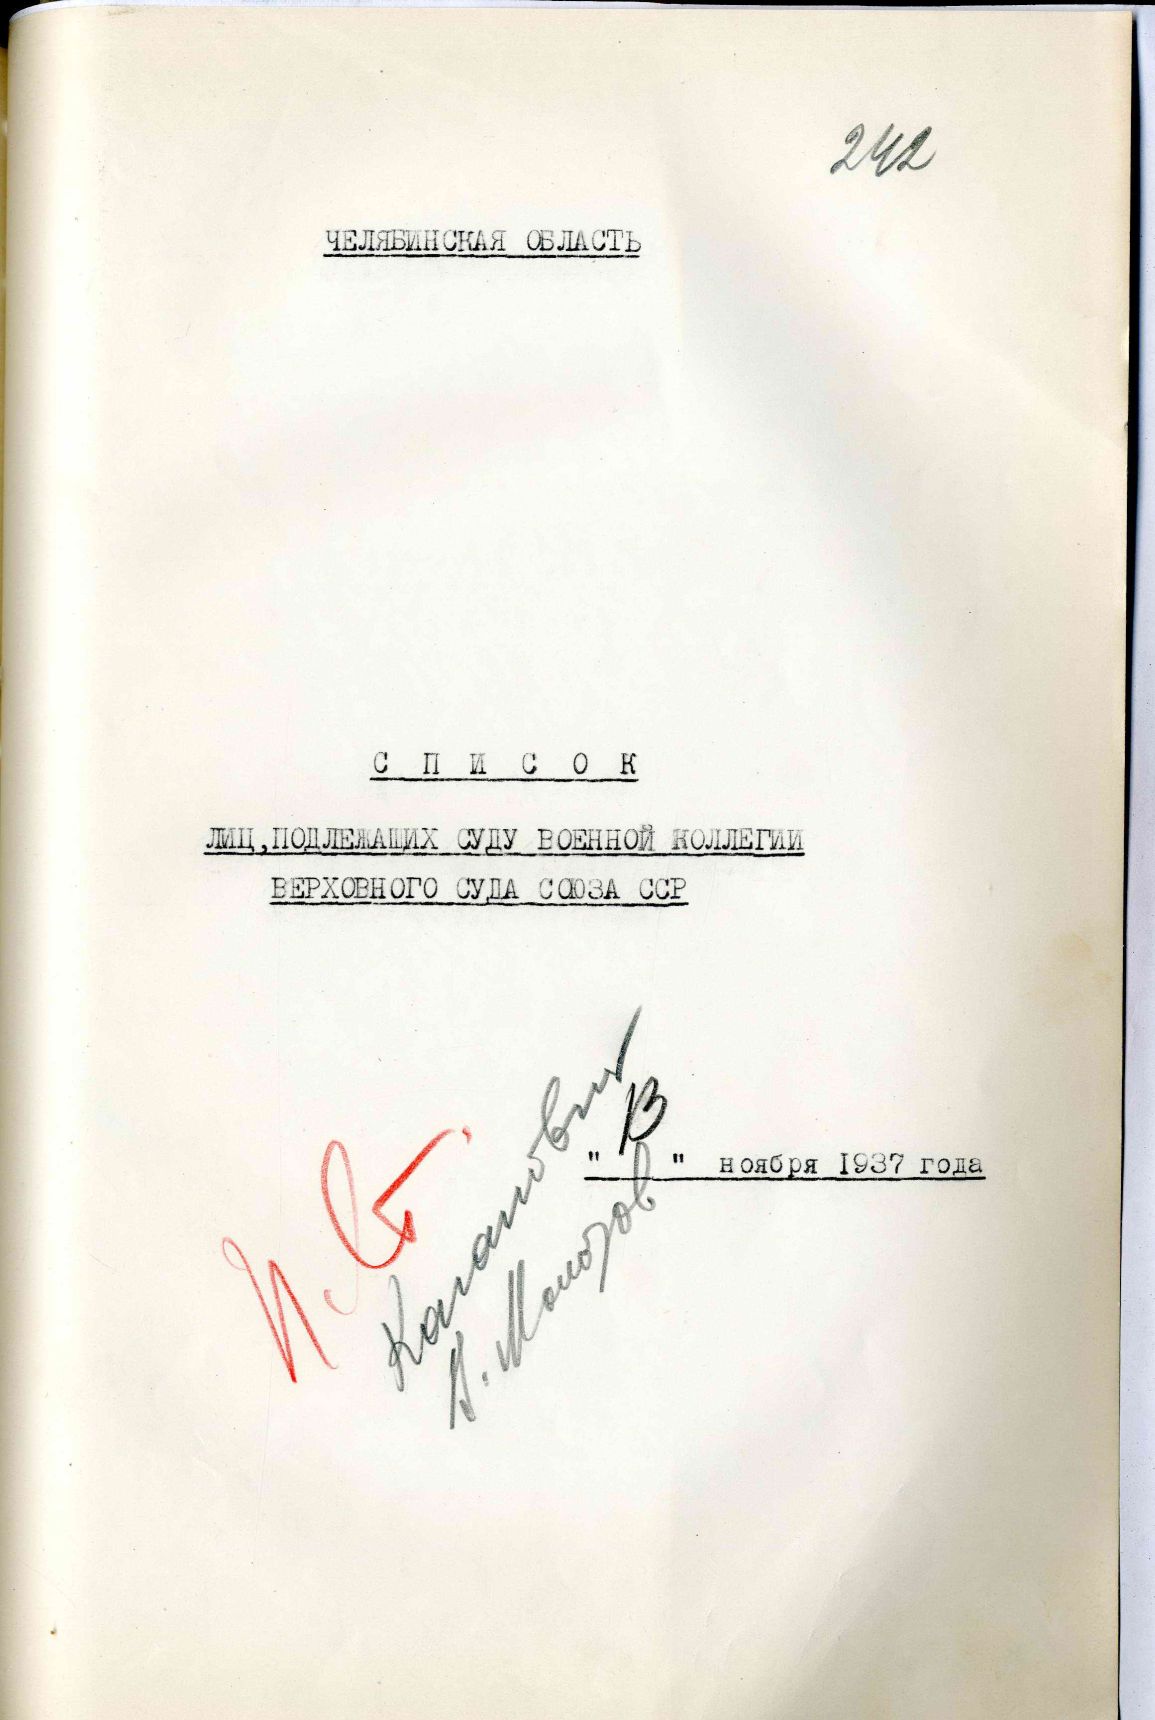 242
ЧЕЛЯБИНСКАЯ ОБЛАСТЬ
С П И С О К
ЛИЦ, ПОДЛЕЖАЩИХ СУДУ ВОЕННОЙ КОЛЛЕГИИ
ВЕРХОВНОГО СУДА СОЮЗА ССР
"13" ноября 1937 года
И. Ст.
Каганович
В. Молотов